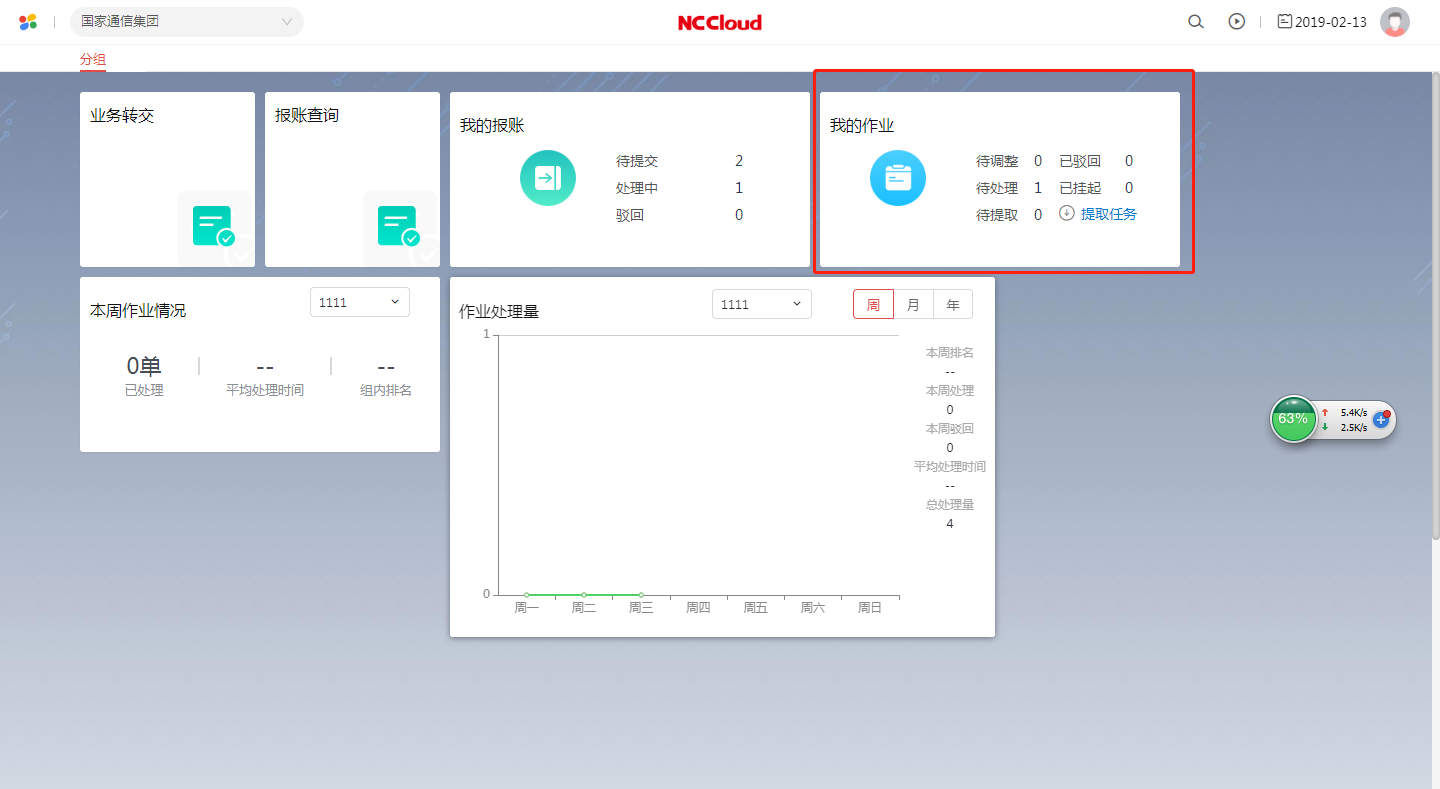 国家通信集团
NCCloud
2019-02-13
分组
业务转交
报账查询
我的报账
待提交 2
处理中 1
驳回 0
我的作业
待调整 0 已驳回 0
待处理 1 已挂起 0
待提取 0 提取任务
本周作业情况
1111
0单
已处理
--
平均处理时间
--
组内排名
作业处理量
1111
周 月 年
1
0
周一 周二 周三 周四 周五 周六 周日
本周排名
--
本周处理
0
本周驳回
0
平均处理时间
--
总处理量
4
63%
5.4K/s
2.5K/s